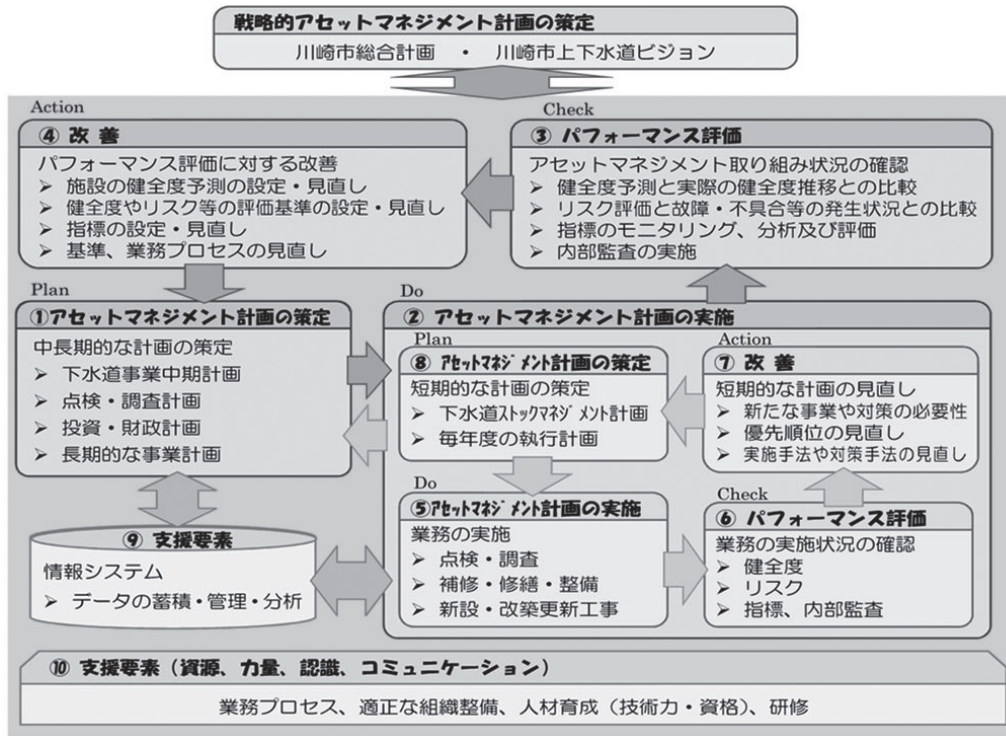 戦略的アセットマネジメント計画の策定
川崎市総合計画 ・ 川崎市上下水道ビジョン
Action
④ 改 善
パフォーマンス評価に対する改善
➢ 施設の健全度予測の設定・見直し
➢ 健全度やリスク等の評価基準の設定・見直し
➢ 指標の設定・見直し
➢ 基準、業務プロセスの見直し
Check
③ パフォーマンス評価
アセットマネジメント取り組み状況の確認
➢ 健全度予測と実際の健全度推移との比較
➢ リスク評価と故障・不具合等の発生状況との比較
➢ 指標のモニタリング、分析及び評価
➢ 内部監査の実施
Plan
①アセットマネジメント計画の策定
中長期的な計画の策定
➢ 下水道事業中期計画
➢ 点検・調査計画
➢ 投資・財政計画
➢ 長期的な事業計画
Do
② アセットマネジメント計画の実施
Plan
⑧ アセットマネジメント計画の策定
短期的な計画の策定
➢ 下水道ストックマネジメント計画
➢ 毎年度の執行計画
Action
⑦ 改 善
短期的な計画の見直し
➢ 新たな事業や対策の必要性
➢ 優先順位の見直し
➢ 実施手法や対策手法の見直し
Do
⑤アセットマネジメント計画の実施
業務の実施
➢ 点検・調査
➢ 補修・修繕・整備
➢ 新設・改築更新工事
Check
⑥ パフォーマンス評価
業務の実施状況の確認
➢ 健全度
➢ リスク
➢ 指標、内部監査
⑨ 支援要素
情報システム
➢ データの蓄積・管理・分析
⑩ 支援要素（資源、力量、認識、コミュニケーション）
業務プロセス、適正な組織整備、人材育成（技術力・資格）、研修